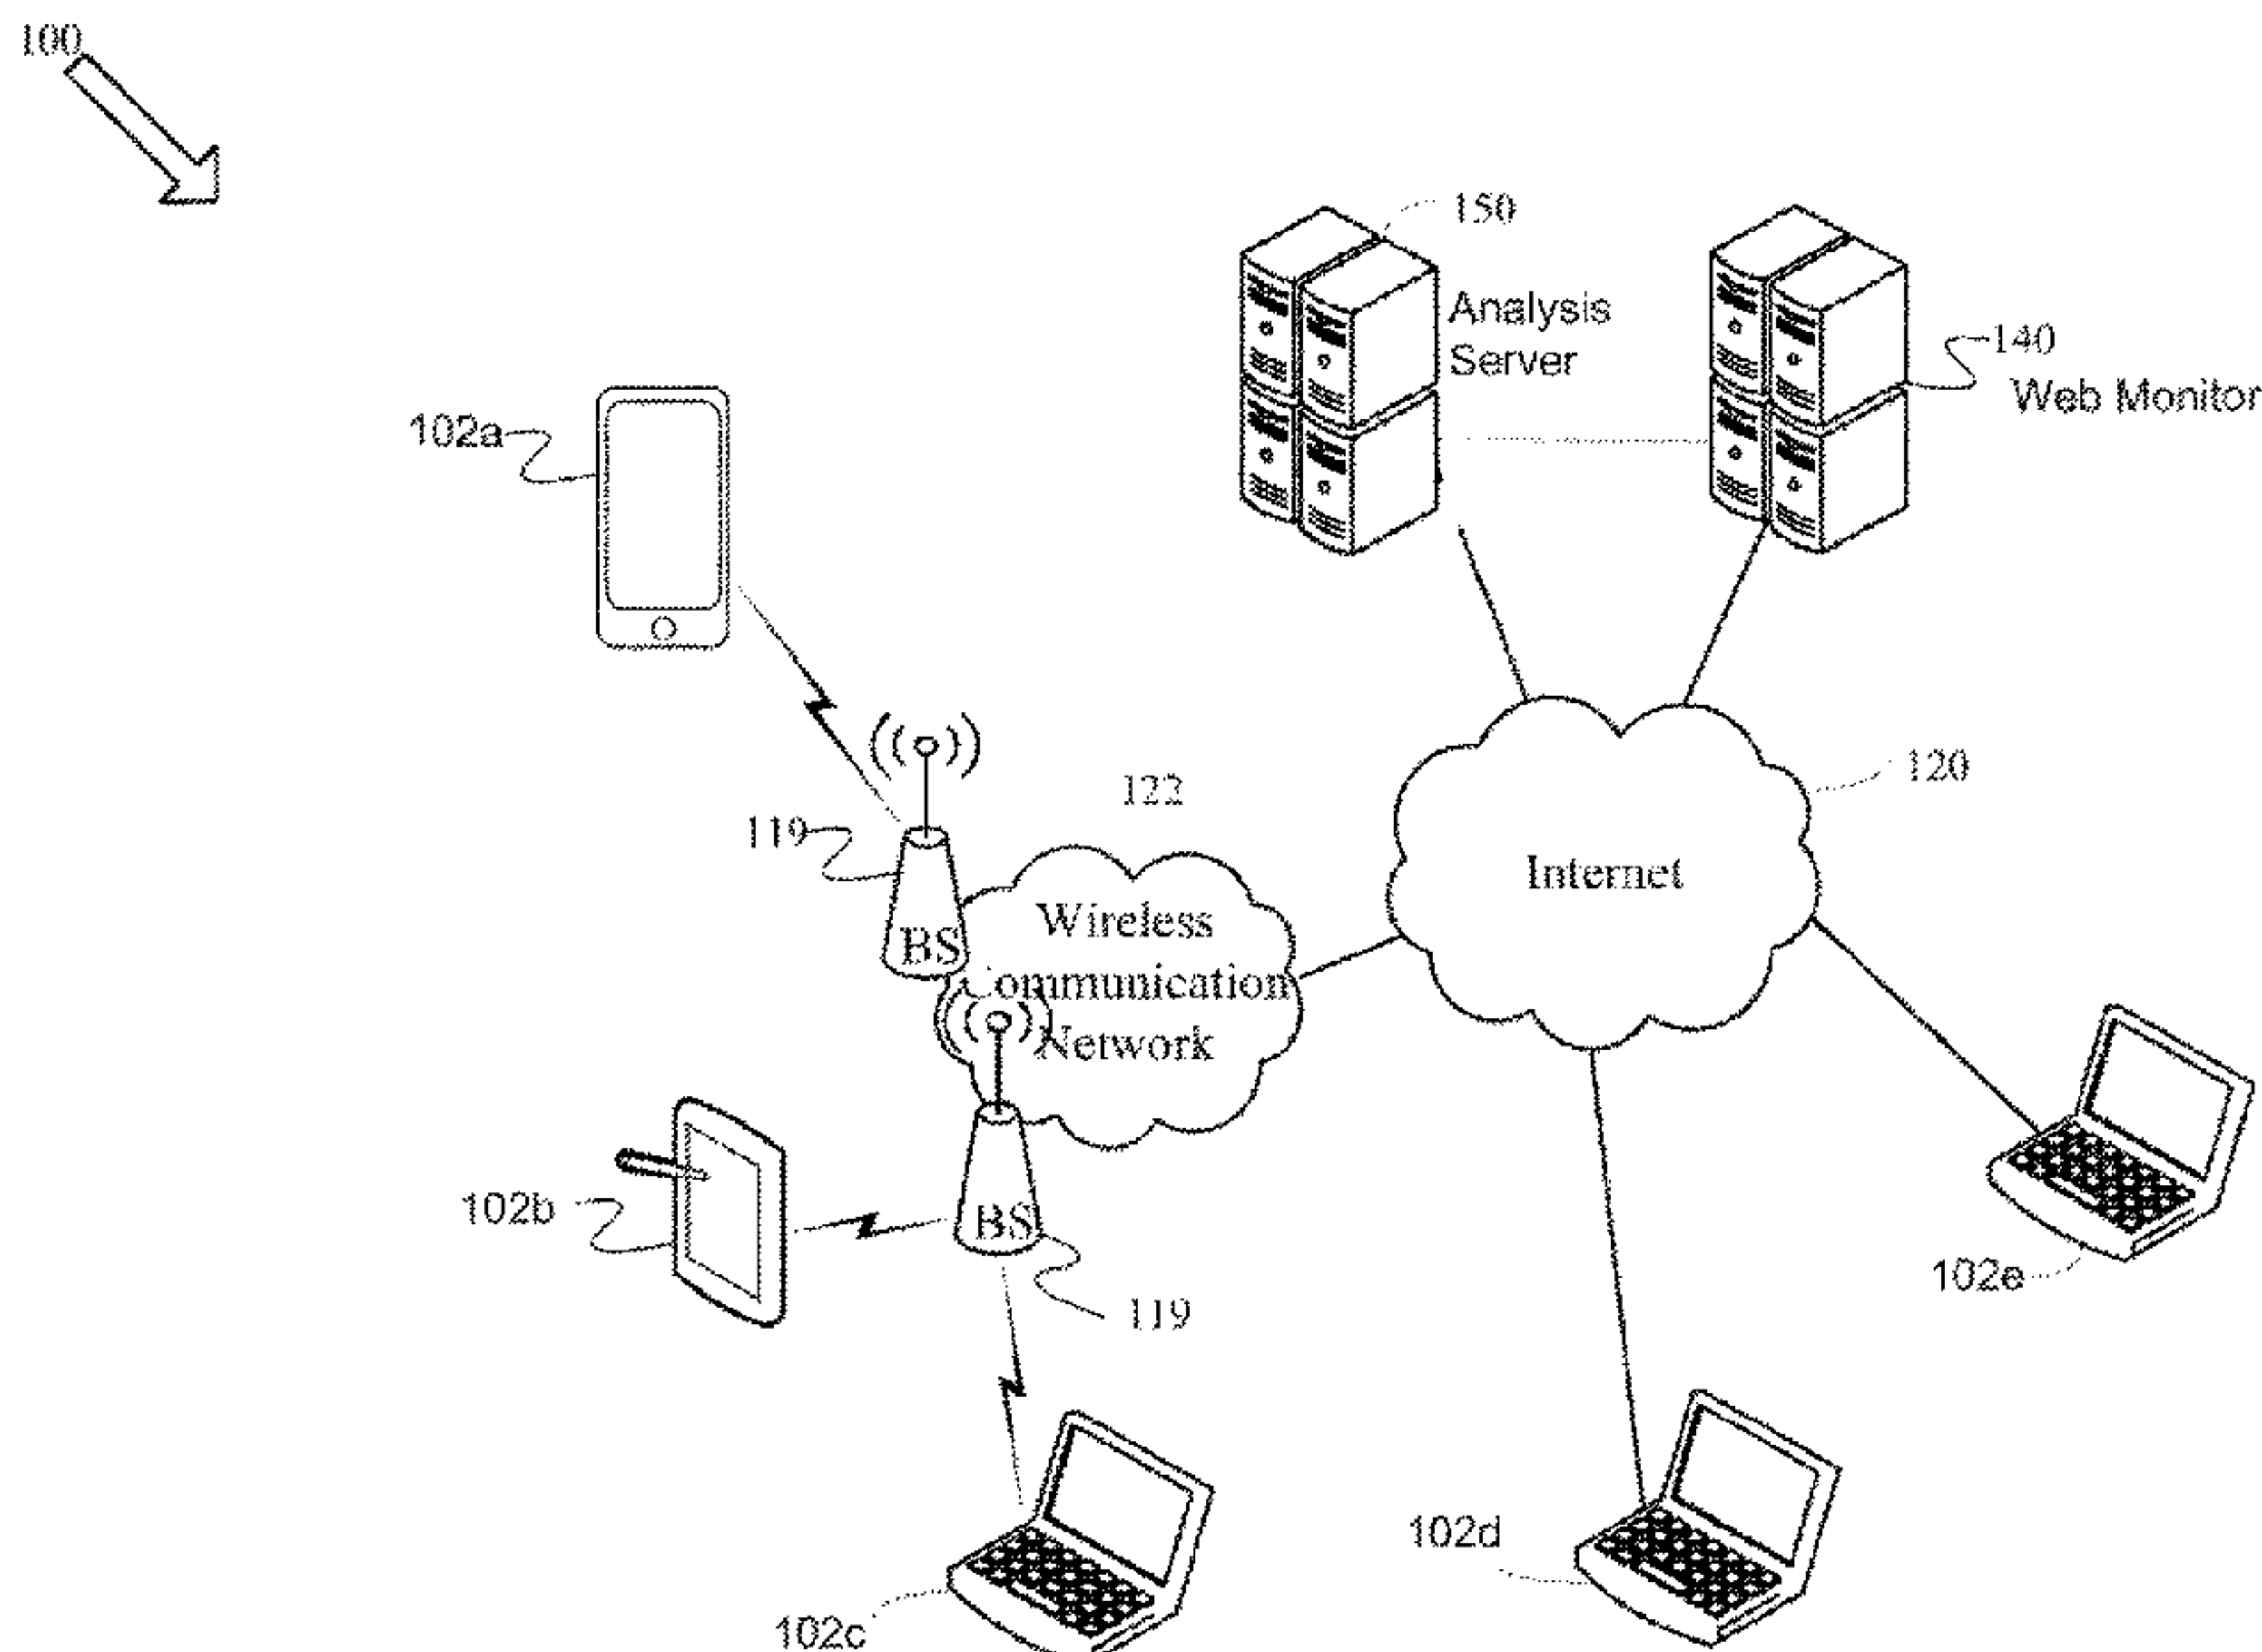 100
150
Analysis
Server
140
Web Monitor
102a
122
120
119
Internet
BS
Wireless
Communication
Network
102b
BS
102e
119
102d
102c